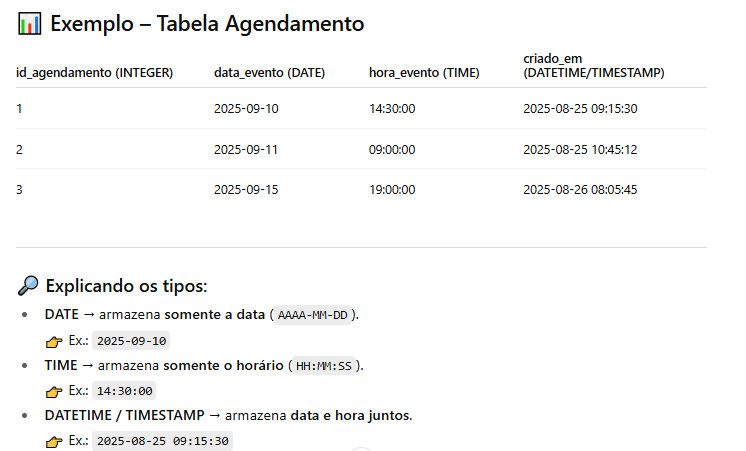 📊 Exemplo – Tabela Agendamento
id_agendamento (INTEGER) data_evento (DATE) hora_evento (TIME) criado_em (DATETIME/TIMESTAMP)
1 2025-09-10 14:30:00 2025-08-25 09:15:30
2 2025-09-11 09:00:00 2025-08-25 10:45:12
3 2025-09-15 19:00:00 2025-08-26 08:05:45
🔎 Explicando os tipos:
• DATE → armazena somente a data (AAAA-MM-DD).
👉 Ex.: 2025-09-10
• TIME → armazena somente o horário (HH:MM:SS).
👉 Ex.: 14:30:00
• DATETIME / TIMESTAMP → armazena data e hora juntos.
👉 Ex.: 2025-08-25 09:15:30